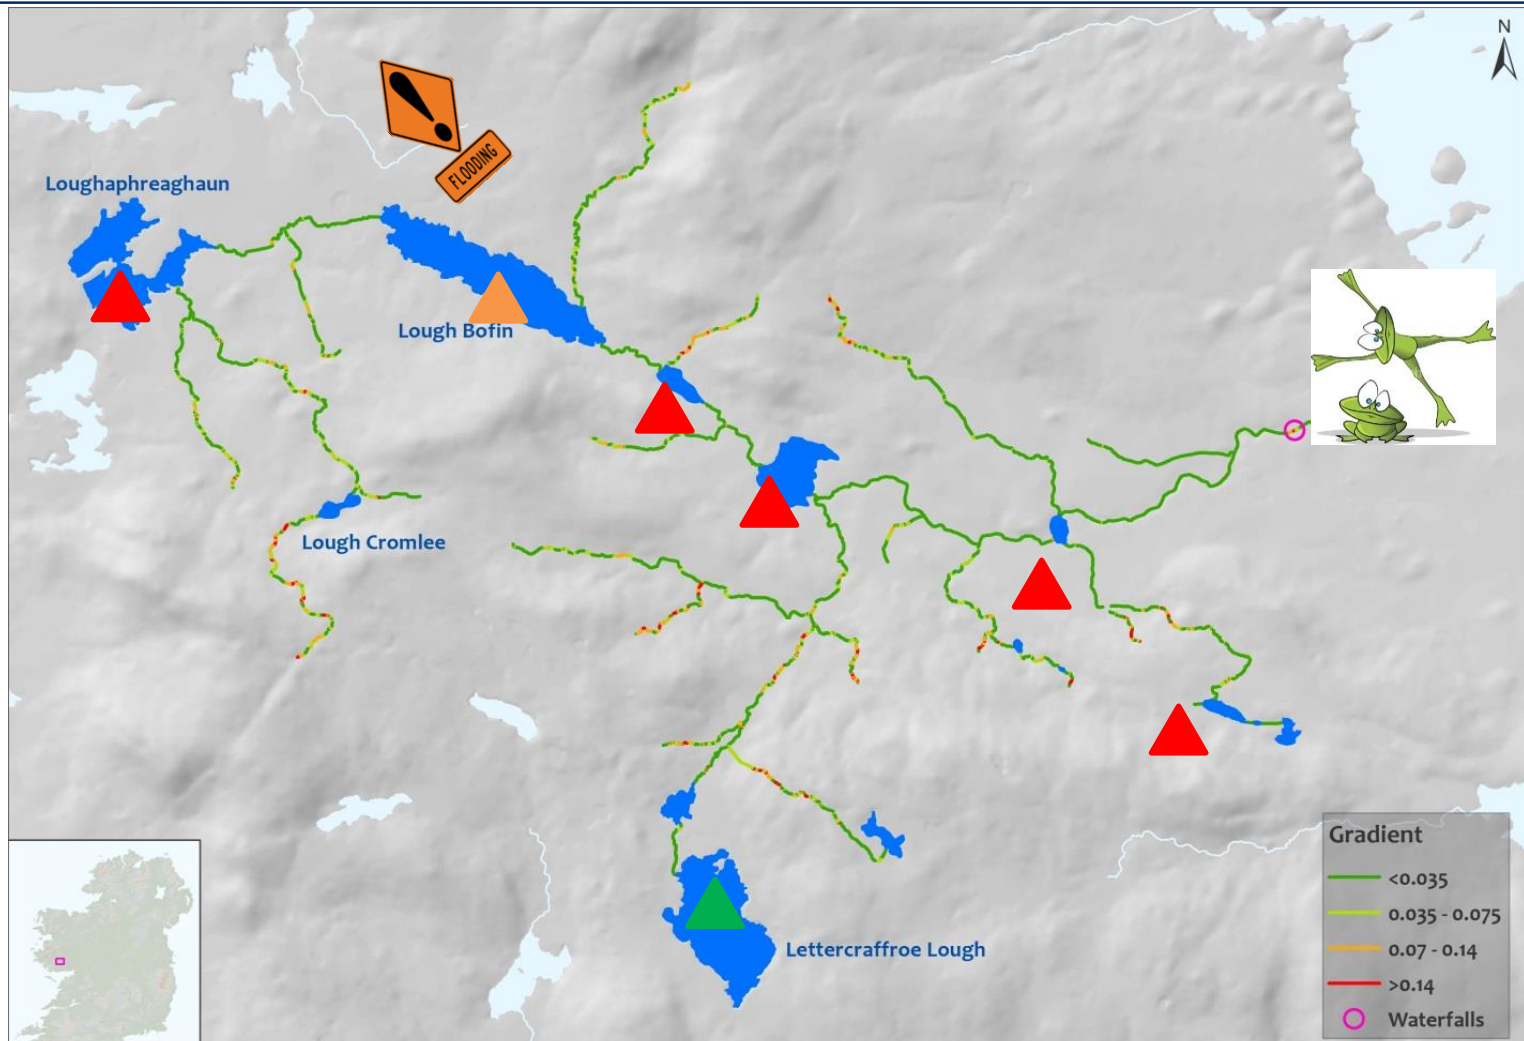 N
FLOODING
Loughaphreaghaun
Lough Bofin
Lough Cromlee
Lettercraffroe Lough
Gradient
<0.035
0.035 - 0.075
0.07 - 0.14
>0.14
Waterfalls